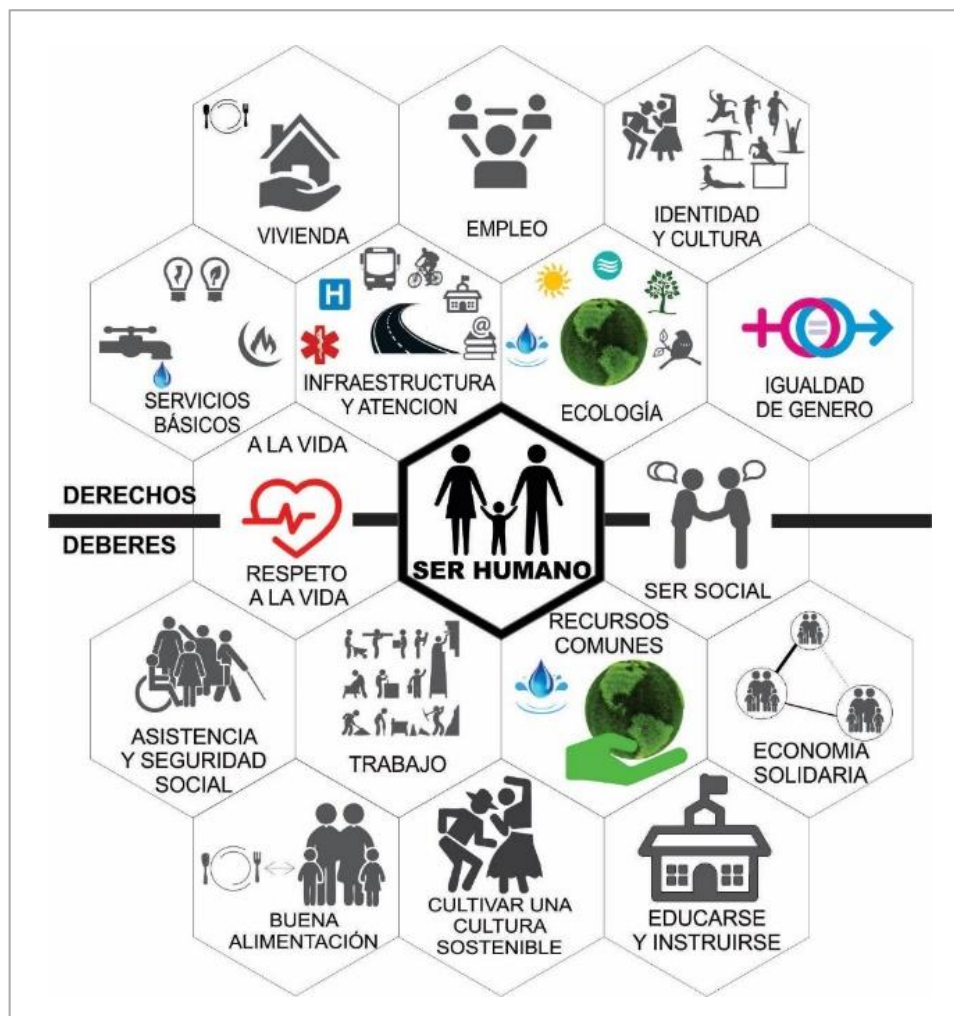 VIVIENDA
EMPLEO
IDENTIDAD
Y CULTURA
SERVICIOS
BÁSICOS
H
@
INFRAESTRUCTURA
Y ATENCION
ECOLOGÍA
IGUALDAD
DE GENERO
A LA VIDA
DERECHOS
DEBERES
RESPETO
A LA VIDA
SER HUMANO
SER SOCIAL
ASISTENCIA
Y SEGURIDAD
SOCIAL
TRABAJO
RECURSOS
COMUNES
ECONOMIA
SOLIDARIA
BUENA
ALIMENTACIÓN
CULTIVAR UNA
CULTURA
SOSTENIBLE
EDUCARSE
Y INSTRUIRSE